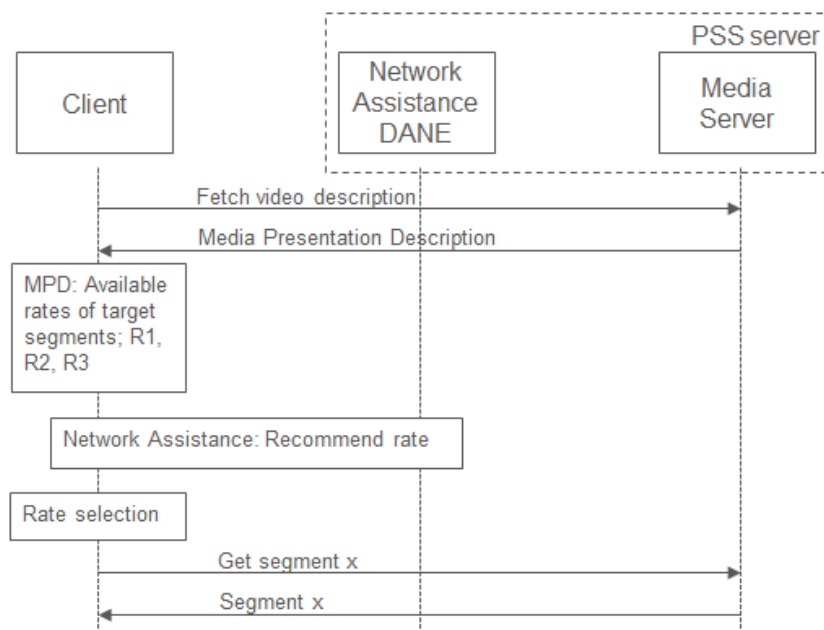 PSS server
Client
Network
Assistance
DANE
Media
Server
Fetch video description
Media Presentation Description
MPD: Available
rates of target
segments; R1,
R2, R3
Network Assistance: Recommend rate
Rate selection
Get segment x
Segment x